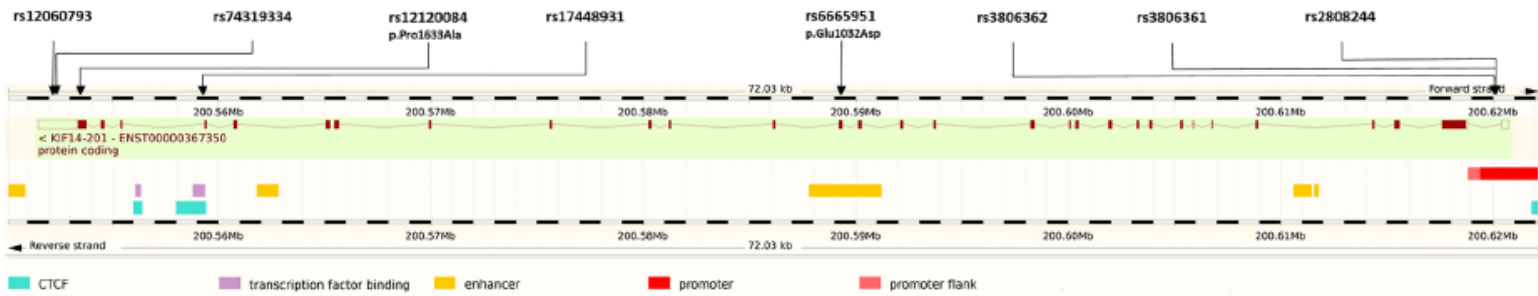 rs12060793 rs74319334 rs12120084 rs17448931 rs6665951 rs3806362 rs3806361 rs2808244
p.Pro1633Ala p.Glu1032Asp
72.03 kb Forward strand
200.56Mb 200.57Mb 200.58Mb 200.59Mb 200.60Mb 200.61Mb 200.62Mb
< KIF14-201 - ENST00000367350
protein coding
200.56Mb 200.57Mb 200.58Mb 200.59Mb 200.60Mb 200.61Mb 200.62Mb
Reverse strand 72.03 kb
CTCF transcription factor binding enhancer promoter promoter flank